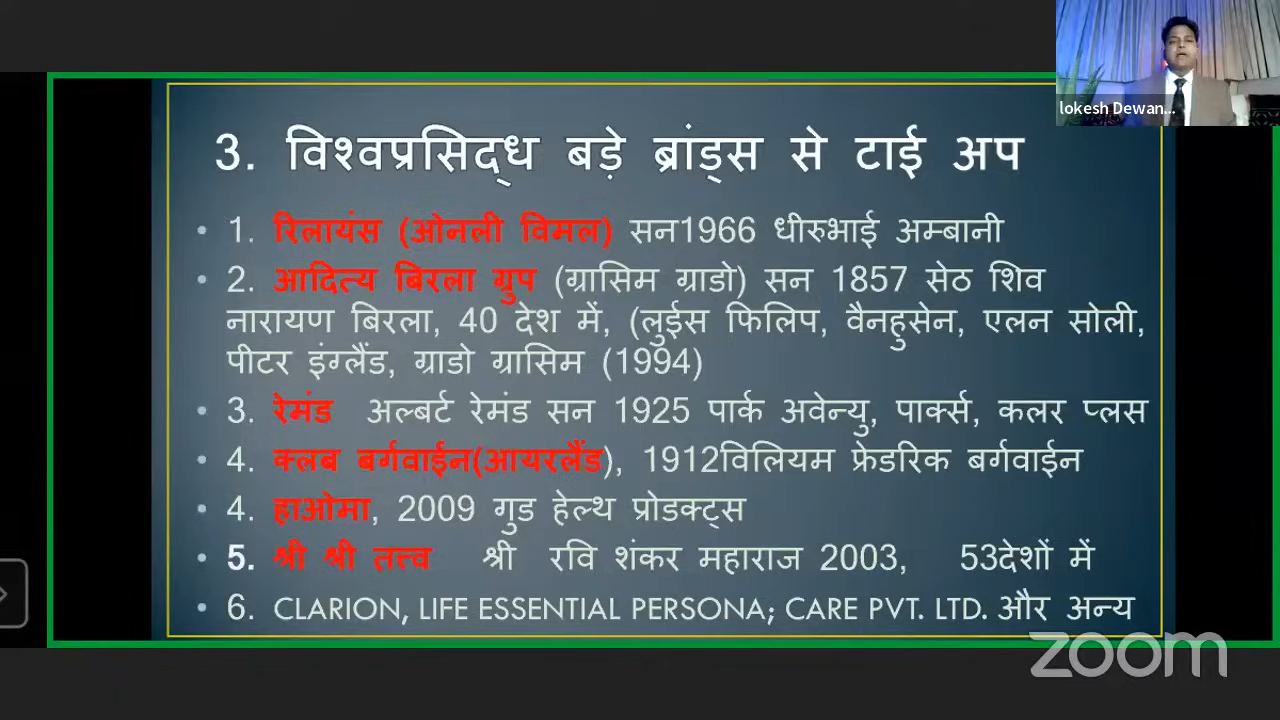 lokesh Dewan...
3. विश्वप्रसिद्ध बड़े ब्रांड्स से टाई अप
• 1. रिलायंस (ओनली विमल) सन1966 धीरुभाई अम्बानी
• 2. आदित्य बिरला ग्रुप (ग्रासिम ग्राडो) सन 1857 सेठ शिव
नारायण बिरला, 40 देश में, (लुईस फिलिप, वैनहुसेन, एलन सोली,
पीटर इंग्लैंड, ग्राडो ग्रासिम (1994)
• 3. रेमंड अल्बर्ट रेमंड सन 1925 पार्क अवेन्यु, पार्क्स, कलर प्लस
• 4. क्लब बर्गवाईन(आयरलैंड), 1912विलियम फ्रेडरिक बर्गवाईन
• 4. हाओमा, 2009 गुड हेल्थ प्रोडक्ट्स
• 5. श्री श्री तत्त्व श्री रवि शंकर महाराज 2003, 53देशों में
• 6. CLARION, LIFE ESSENTIAL PERSONA; CARE PVT. LTD. और अन्य
zoom